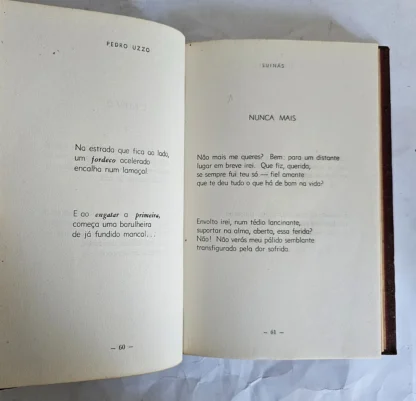 PEDRO UZZO
Na estrada que fica ao lado,
um fordeco acelerado
encalha num lamaçal
E ao engatar a primeira,
começa uma barulheira
de já fundido mancal...
— 60 —
RUINAS
NUNCA MAIS
Não mais me queres? Bem: para um distante
lugar em breve irei. Que fiz, querida,
se sempre fui teu só — fiel amante
que te deu tudo o que há de bom na vida?
Envolto irei, num tédio lancinante,
suportar na alma, aberta, essa ferida?
Não! Não verás meu pálido semblante
transfigurado pela dor sofrida.
— 61 —